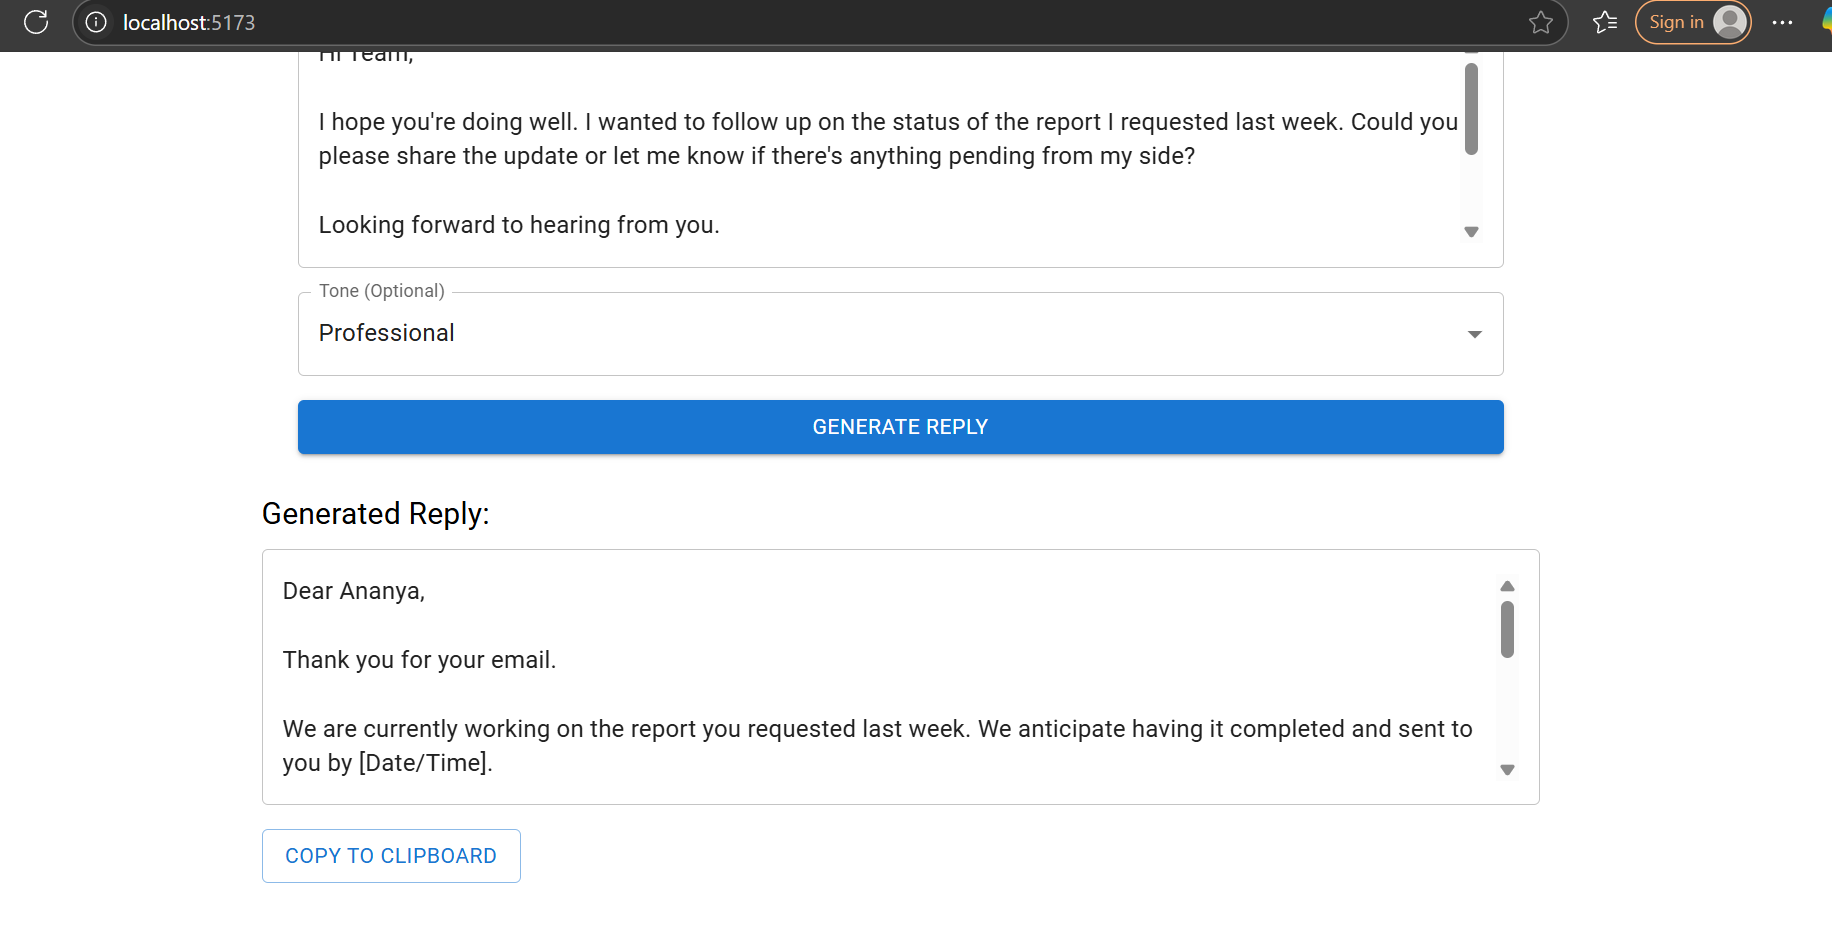 localhost:5173
Sign in
Hi Team,
I hope you're doing well. I wanted to follow up on the status of the report I requested last week. Could you
please share the update or let me know if there's anything pending from my side?
Looking forward to hearing from you.
Tone (Optional)
Professional
GENERATE REPLY
Generated Reply:
Dear Ananya,
Thank you for your email.
We are currently working on the report you requested last week. We anticipate having it completed and sent to
you by [Date/Time].
COPY TO CLIPBOARD